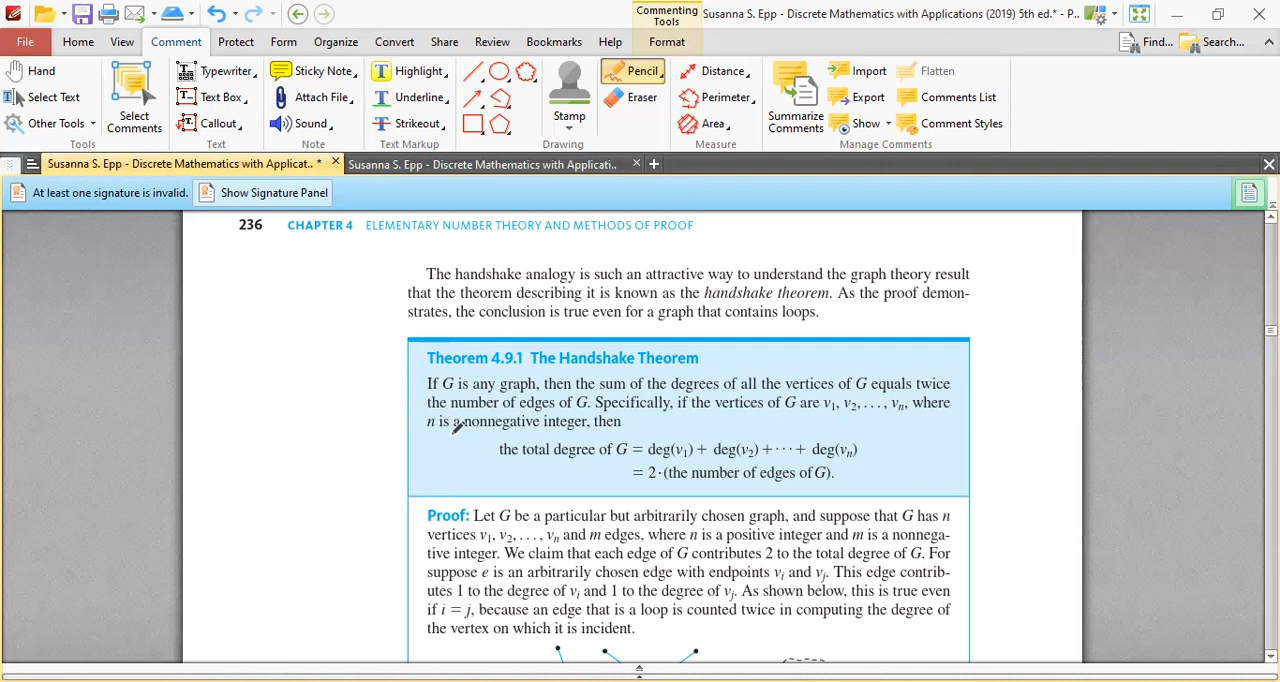 Commenting
Tools
Susanna S. Epp - Discrete Mathematics with Applications (2019) 5th ed.* - P..
File Home View Comment Protect Form Organize Convert Share Review Bookmarks Help Format Find... Search...
Hand Typewriter Sticky Note Highlight Pencil Distance Import Flatten
Select Text Text Box Attach File Underline Eraser Perimeter Export Comments List
Other Tools Callout Sound Strikeout Area Show Comment Styles
Select
Comments
Stamp
Summarize
Comments
Tools Text Note Text Markup Drawing Measure Manage Comments
Susanna S. Epp - Discrete Mathematics with Applicat.. * Susanna S. Epp - Discrete Mathematics with Applicati..
At least one signature is invalid. Show Signature Panel
236 CHAPTER 4 ELEMENTARY NUMBER THEORY AND METHODS OF PROOF
The handshake analogy is such an attractive way to understand the graph theory result
that the theorem describing it is known as the handshake theorem. As the proof demon-
strates, the conclusion is true even for a graph that contains loops.
Theorem 4.9.1 The Handshake Theorem
If G is any graph, then the sum of the degrees of all the vertices of G equals twice
the number of edges of G. Specifically, if the vertices of G are v₁, v₂, . . . , vₙ, where
n is a nonnegative integer, then
the total degree of G = deg(v₁) + deg(v₂) + · · · + deg(vₙ)
= 2·(the number of edges of G).
Proof: Let G be a particular but arbitrarily chosen graph, and suppose that G has n
vertices v₁, v₂, . . . , vₙ and m edges, where n is a positive integer and m is a nonnega-
tive integer. We claim that each edge of G contributes 2 to the total degree of G. For
suppose e is an arbitrarily chosen edge with endpoints vᵢ and vⱼ. This edge contrib-
utes 1 to the degree of vᵢ and 1 to the degree of vⱼ. As shown below, this is true even
if i = j, because an edge that is a loop is counted twice in computing the degree of
the vertex on which it is incident.